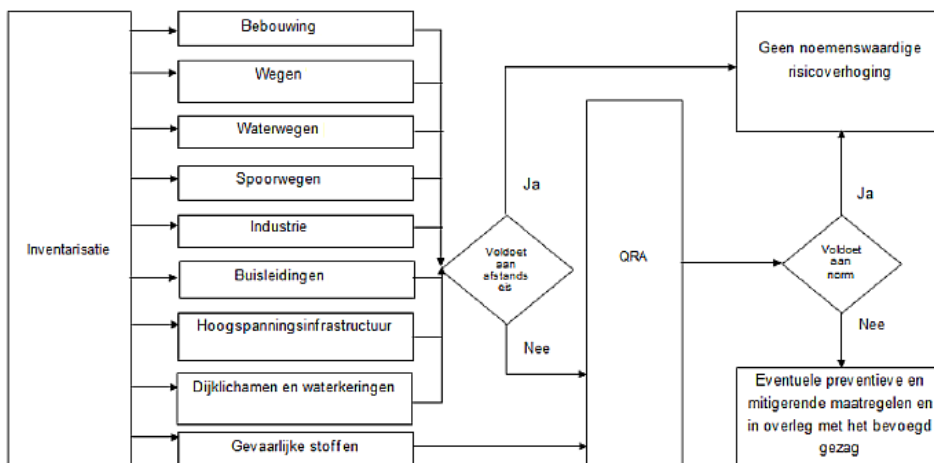 Inventarisatie
Bebouwing
Wegen
Waterwegen
Spoorwegen
Industrie
Buisleidingen
Hoogspanningsinfrastructuur
Dijklichamen en waterkeringen
Gevaarlijke stoffen
Voldoet
aan
afstands
eis
Ja
Nee
QRA
Voldoet
aan
norm
Ja
Nee
Geen noemenswaardige
risicoverhoging
Eventuele preventieve en
mitigerende maatregelen en
in overleg met het bevoegd
gezag